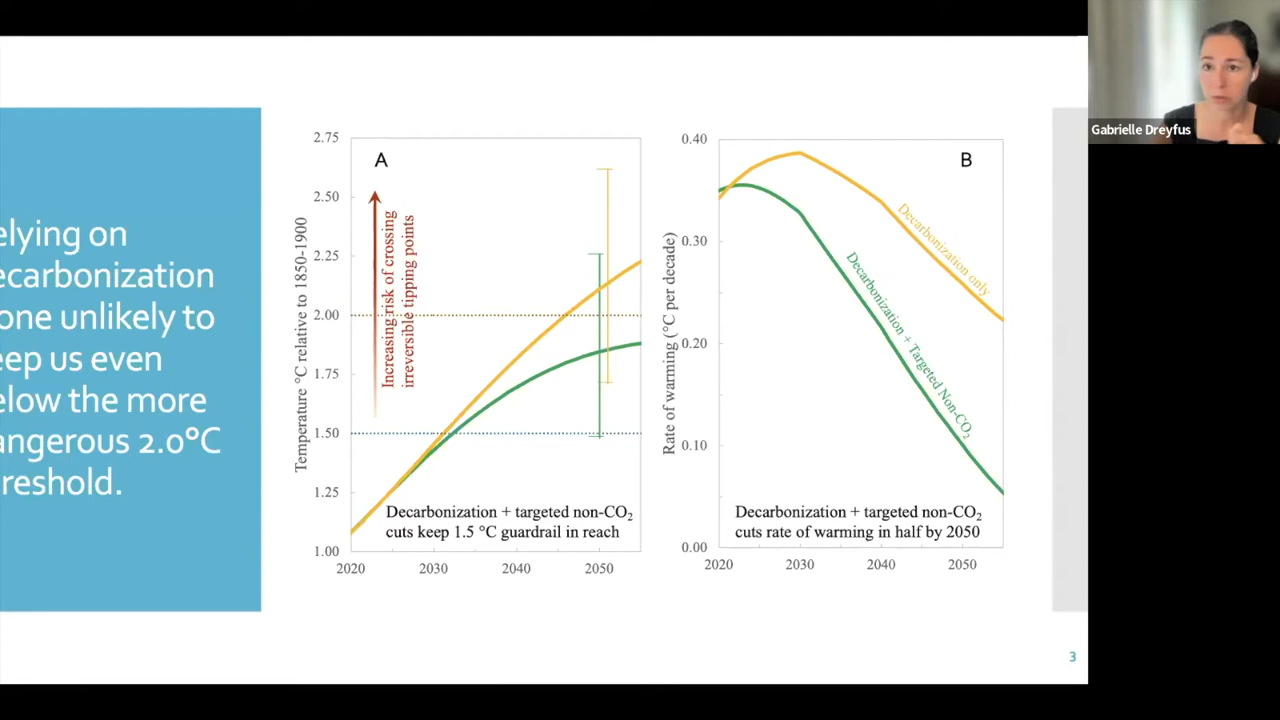 Gabrielle Dreyfus
elying on
ecarbonization
one unlikely to
eep us even
elow the more
angerous 2.0°C
reshold.
A
2.75
2.50
2.25
2.00
1.75
1.50
1.25
1.00
Temperature °C relative to 1850-1900
Increasing risk of crossing
irreversible tipping points
Decarbonization + targeted non-CO₂
cuts keep 1.5 °C guardrail in reach
2020
2030
2040
2050
B
0.40
0.30
0.20
0.10
0.00
Rate of warming (°C per decade)
Decarbonization only
Decarbonization + Targeted Non-CO₂
Decarbonization + targeted non-CO₂
cuts rate of warming in half by 2050
2020
2030
2040
2050
3